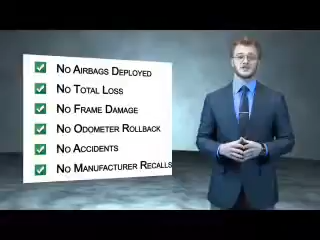 No Airbags Deployed
No Total Loss
No Frame Damage
No Odometer Rollback
No Accidents
No Manufacturer Recalls